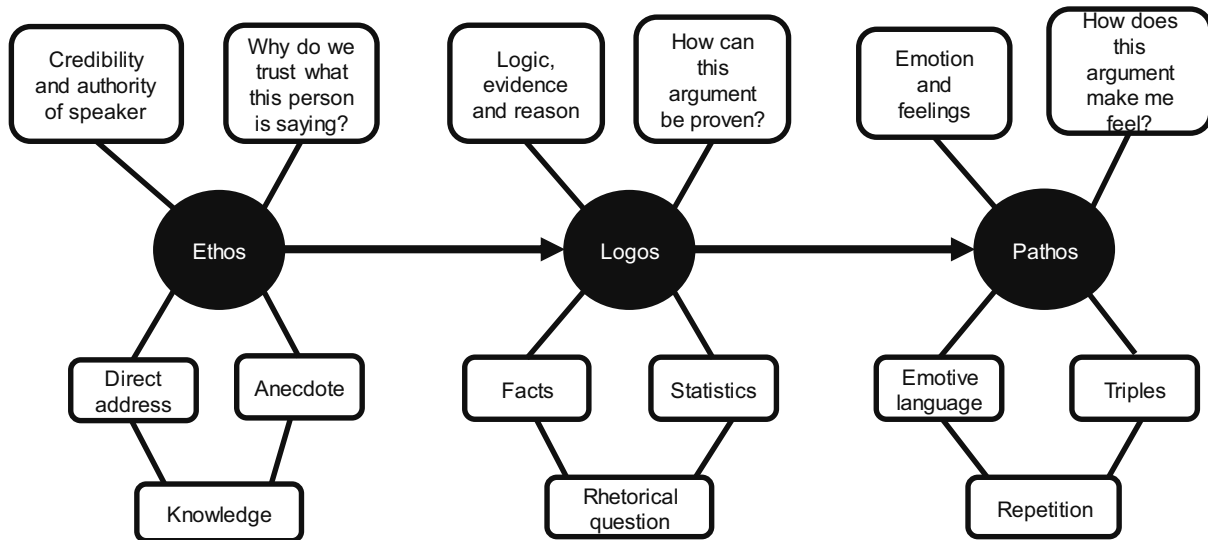 Credibility
and authority
of speaker
Why do we
trust what
this person
is saying?
Logic,
evidence
and reason
How can
this
argument
be proven?
Emotion
and
feelings
How does
this
argument
make me
feel?
Ethos
Logos
Pathos
Direct
address
Anecdote
Facts
Statistics
Emotive
language
Triples
Knowledge
Rhetorical
question
Repetition